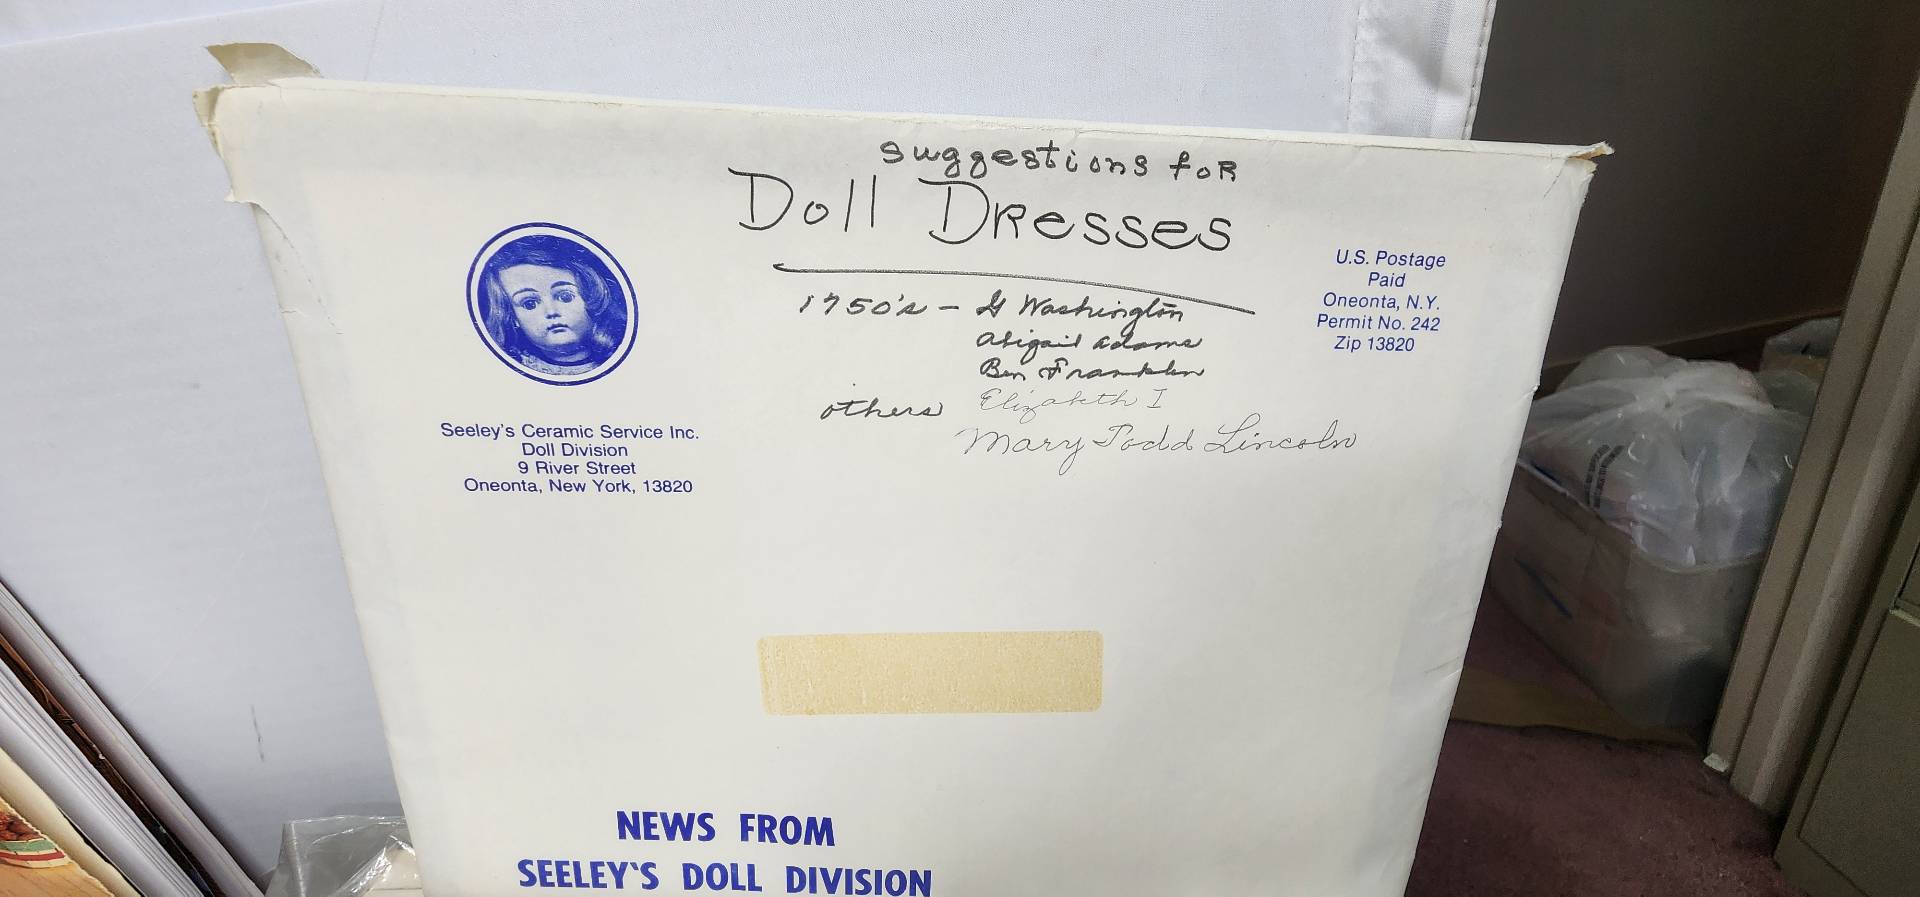 suggestions foR
Doll DResses
1750's - G Washington
Abigail Adams
Ben Franklin
others Elizabeth I
Mary Todd Lincoln
U.S. Postage
Paid
Oneonta, N.Y.
Permit No. 242
Zip 13820
Seeley's Ceramic Service Inc.
Doll Division
9 River Street
Oneonta, New York, 13820
NEWS FROM
SEELEY'S DOLL DIVISION